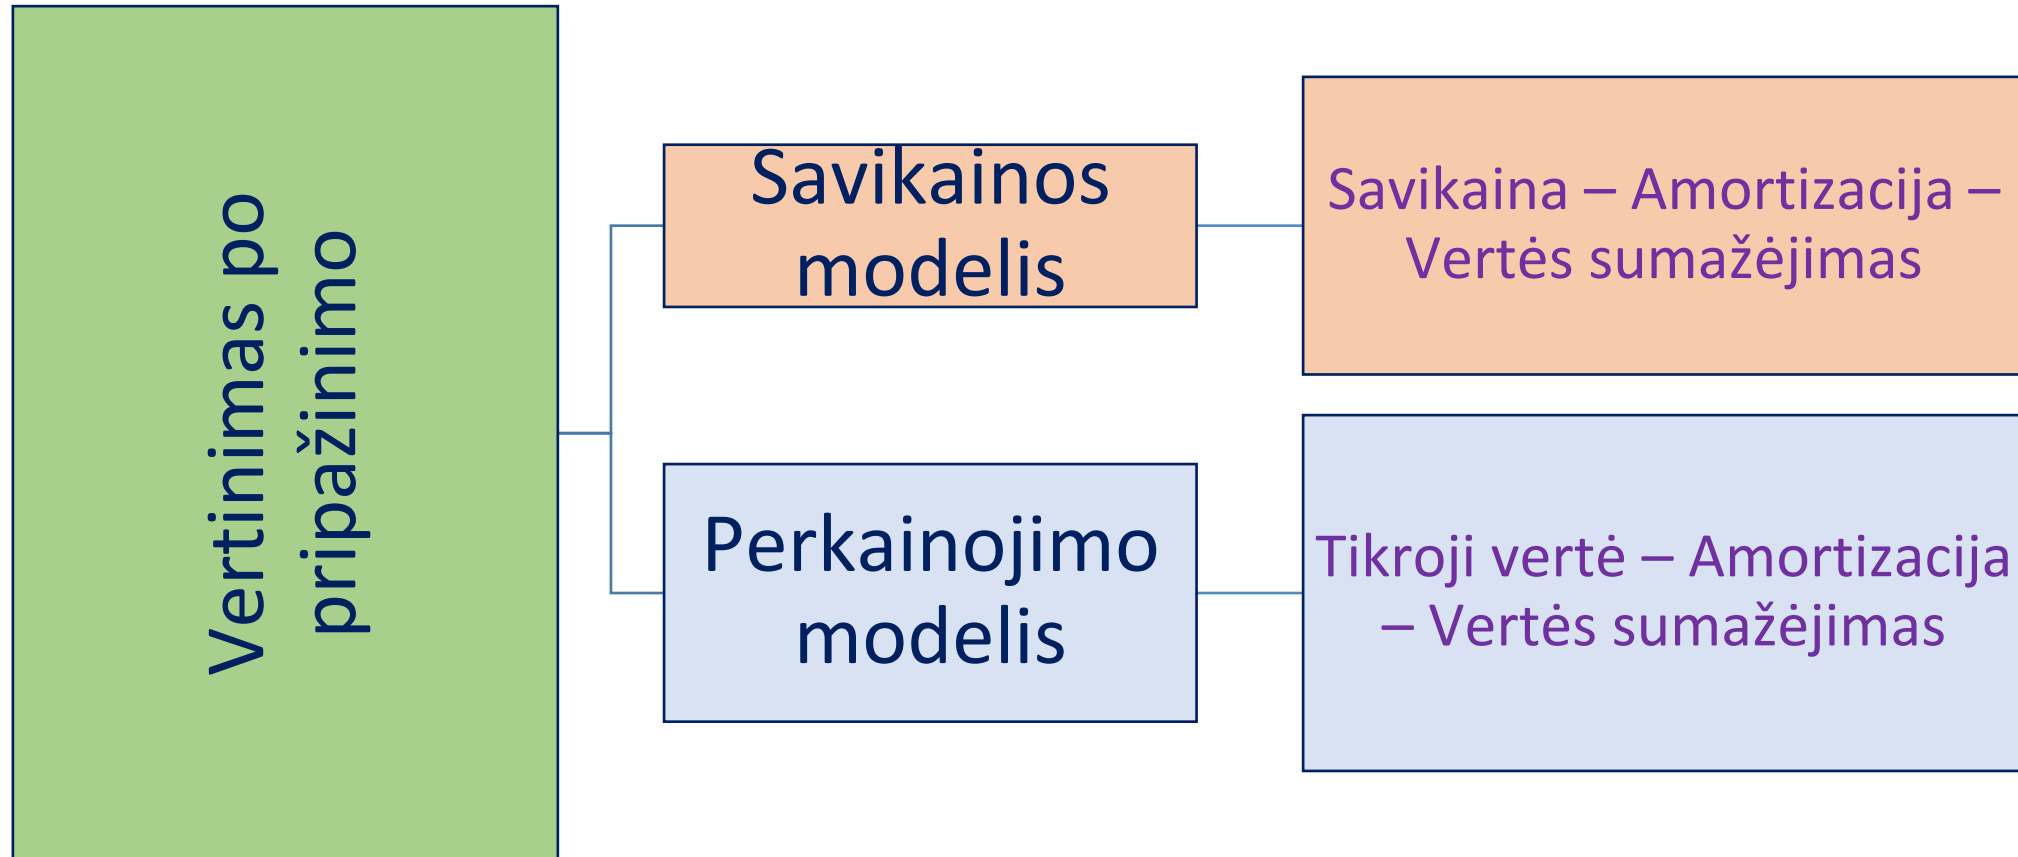 Vertinimas po
pripažinimo
Savikainos
modelis
Savikaina – Amortizacija –
Vertės sumažėjimas
Perkainojimo
modelis
Tikroji vertė – Amortizacija
– Vertės sumažėjimas